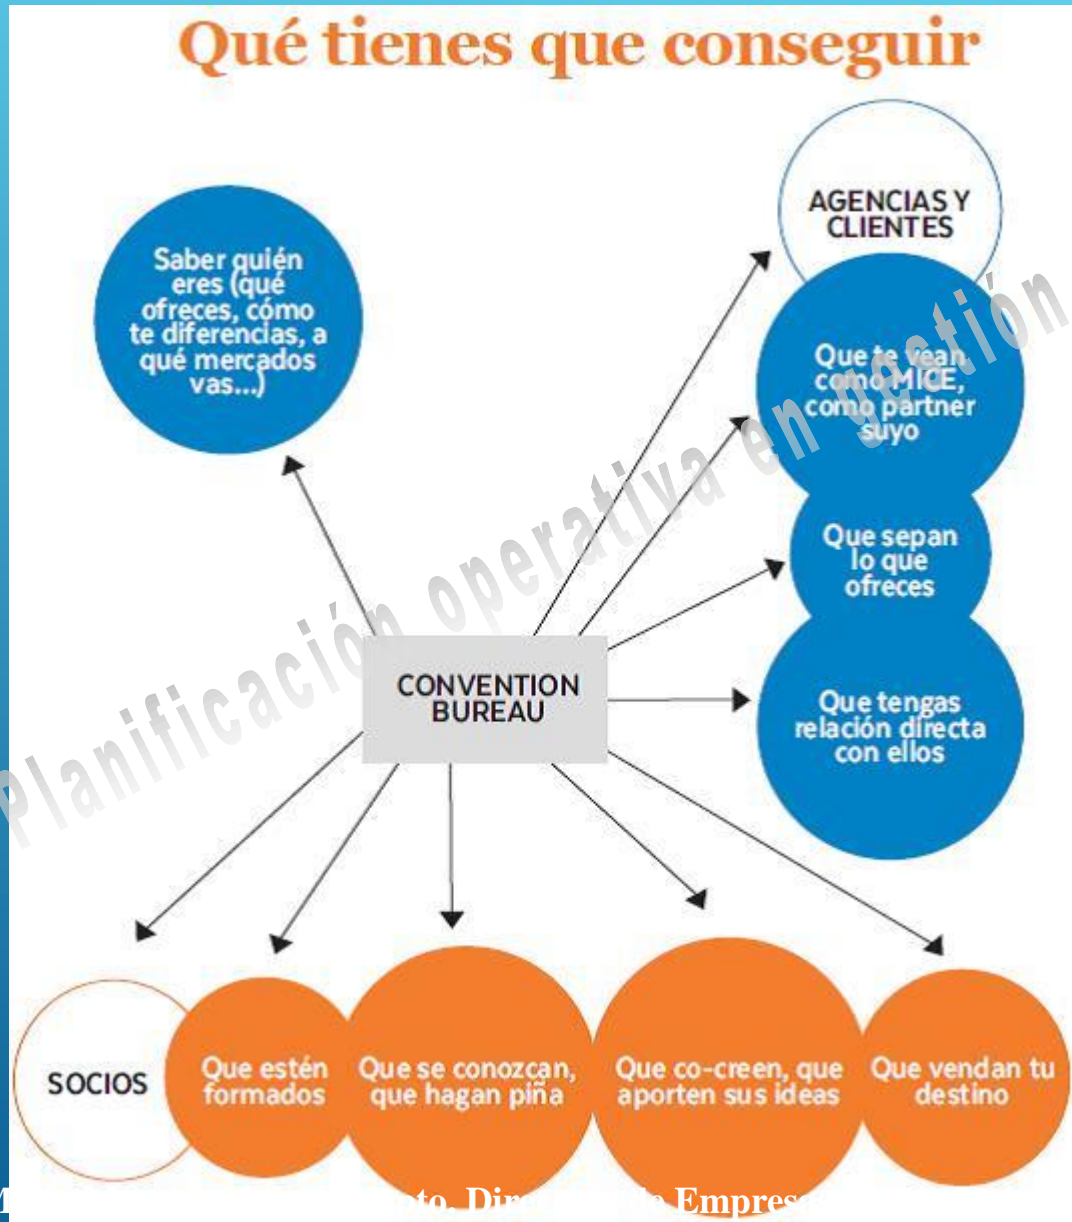 Qué tienes que conseguir
AGENCIAS Y
CLIENTES
Saber quién
eres (qué
ofreces, cómo
te diferencias, a
qué mercados
vas...)
Que te vean
como MICE,
como partner
suyo
Que sepan
lo que
ofreces
CONVENTION
BUREAU
Que tengas
relación directa
con ellos
Planificación operativa en gestión
SOCIOS
Que estén
formados
Que se conozcan,
que hagan piña
Que co-creen, que
aporten sus ideas
Que vendan tu
destino